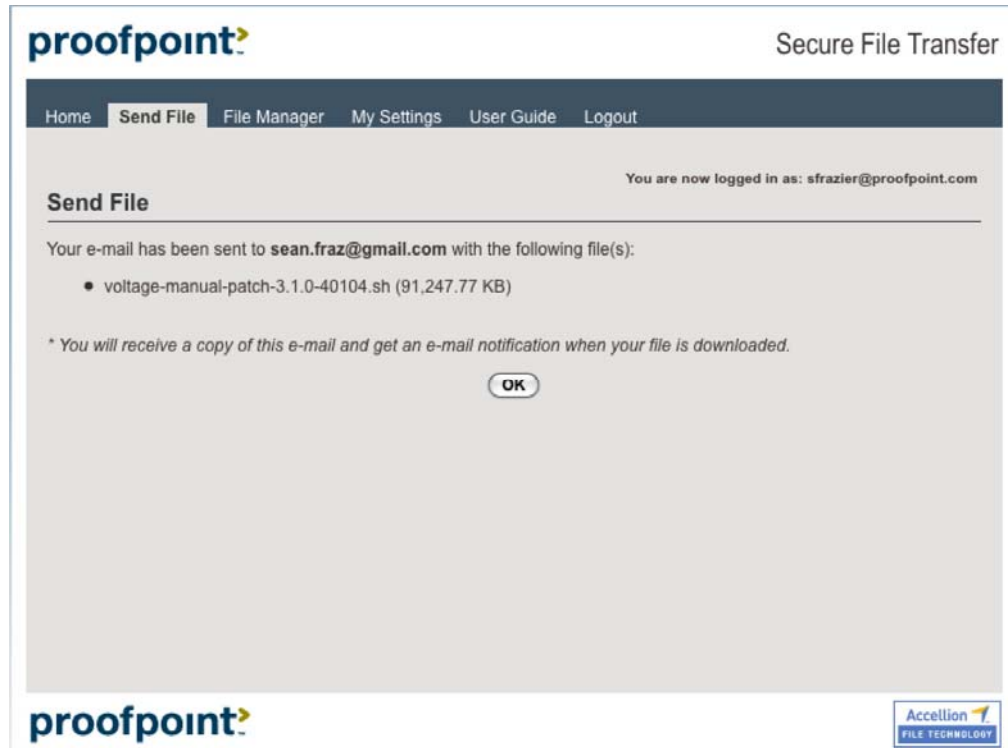 proofpoint
Secure File Transfer
Home Send File File Manager My Settings User Guide Logout
You are now logged in as: sfrazier@proofpoint.com
Send File
Your e-mail has been sent to sean.fraz@gmail.com with the following file(s):
• voltage-manual-patch-3.1.0-40104.sh (91,247.77 KB)
* You will receive a copy of this e-mail and get an e-mail notification when your file is downloaded.
OK
proofpoint
Accellion
FILE TECHNOLOGY